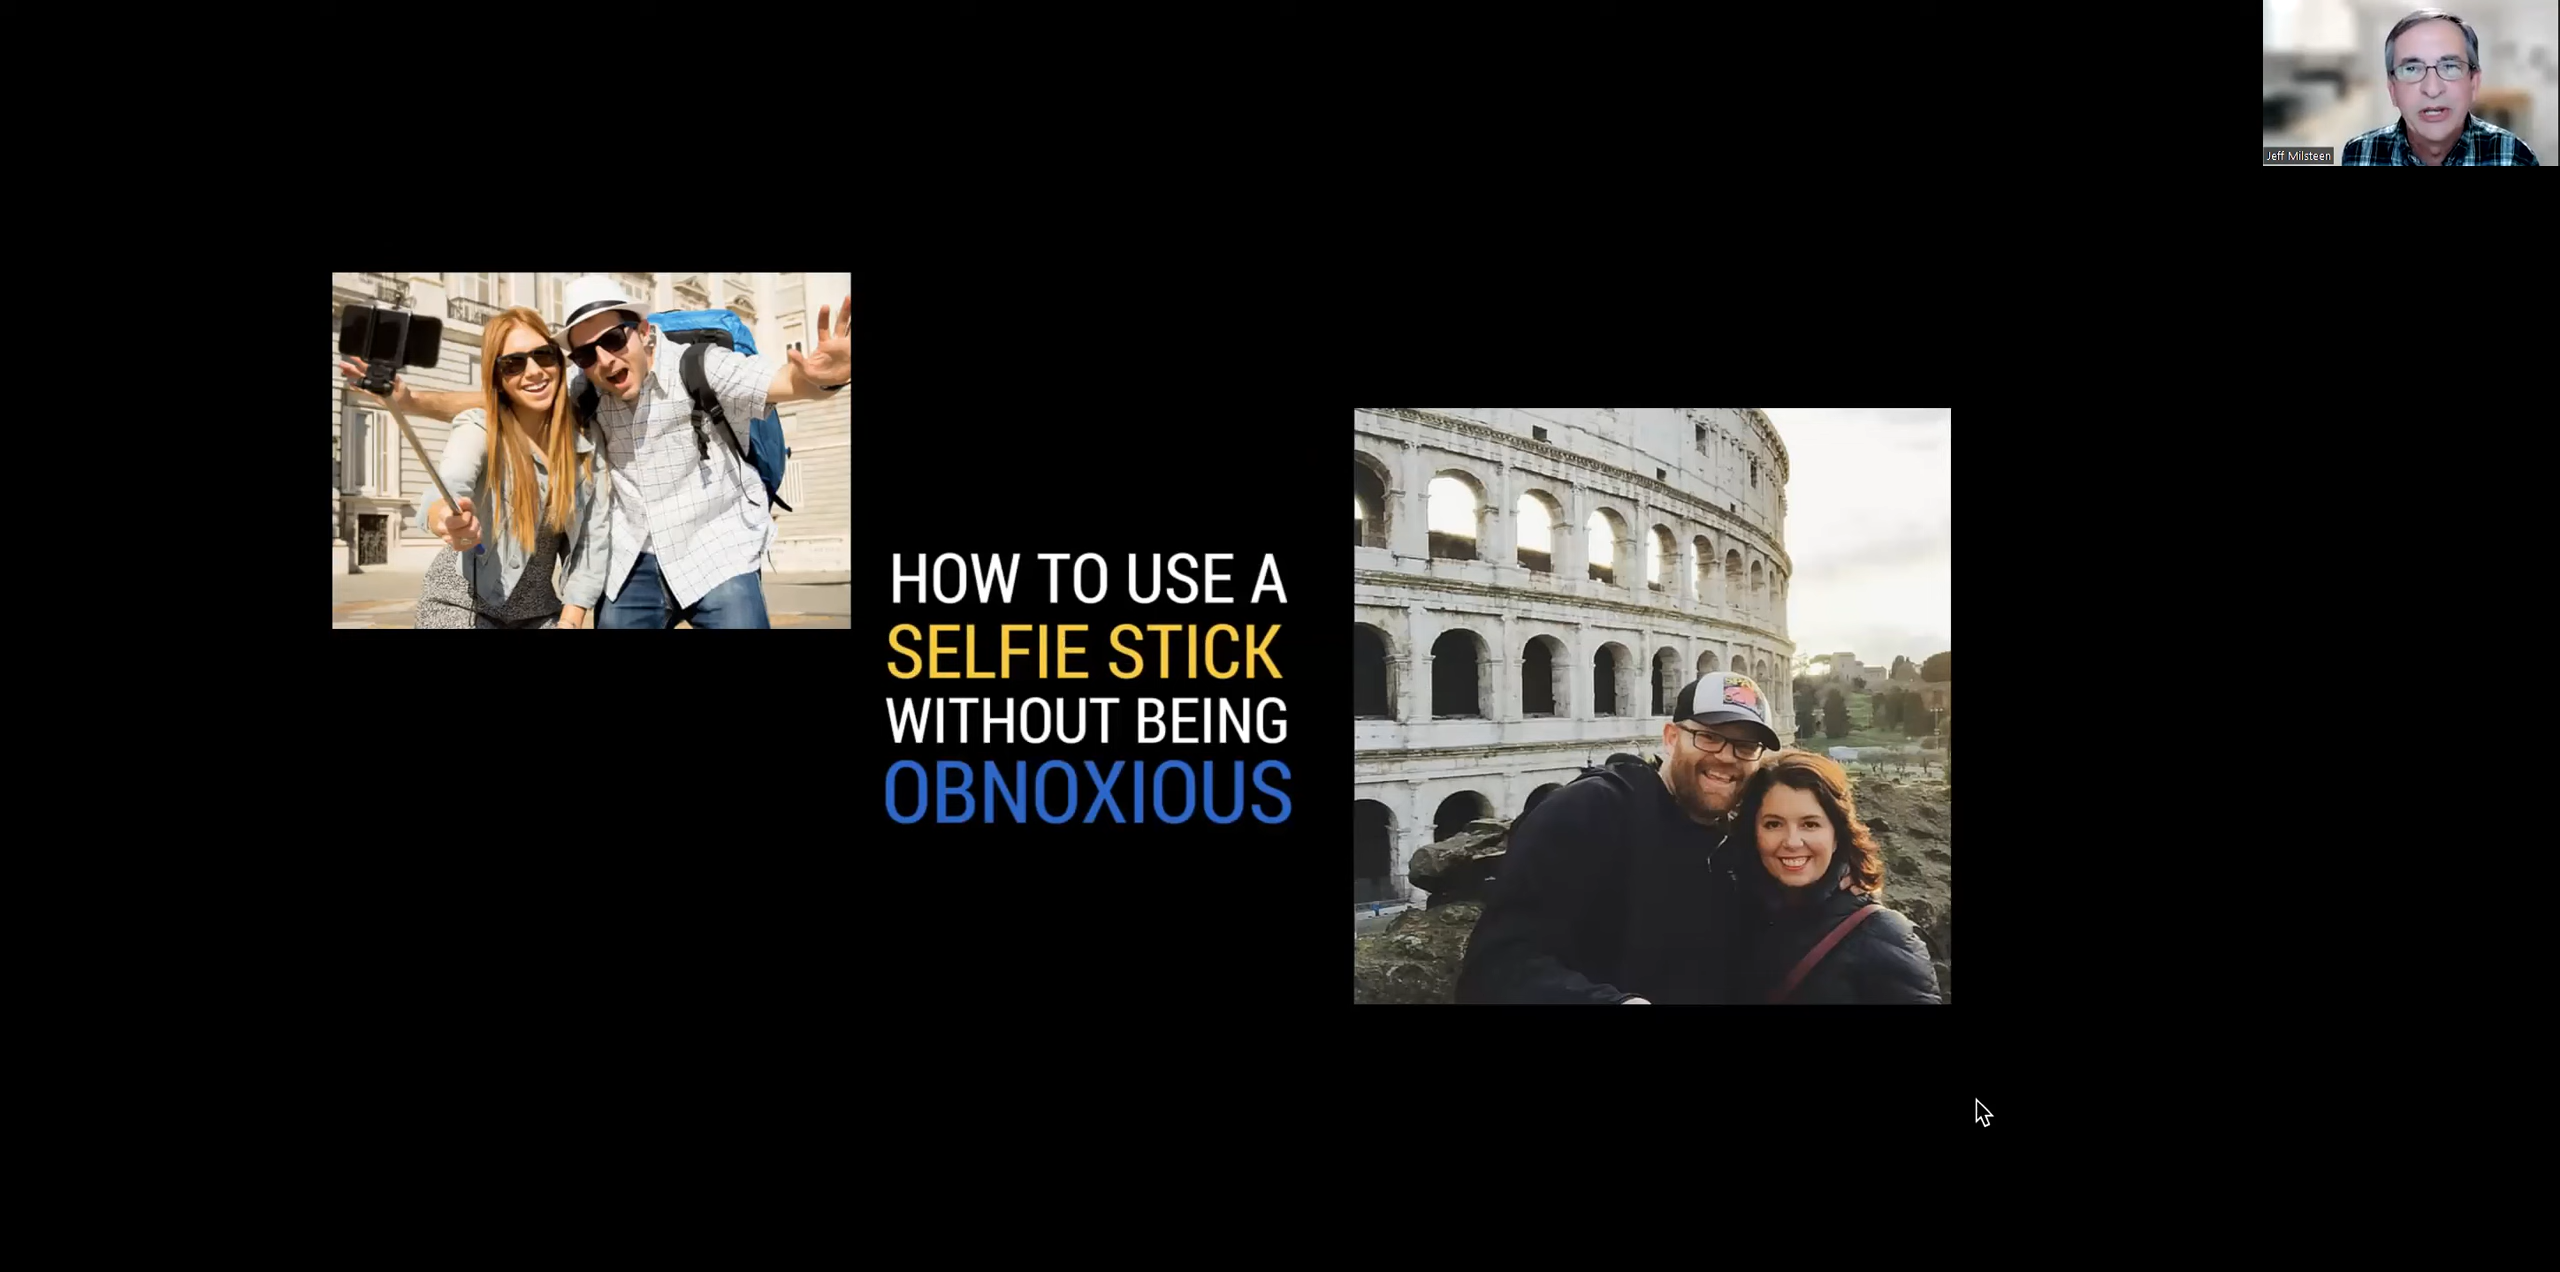 Jeff Milsteen
HOW TO USE A
SELFIE STICK
WITHOUT BEING
OBNOXIOUS